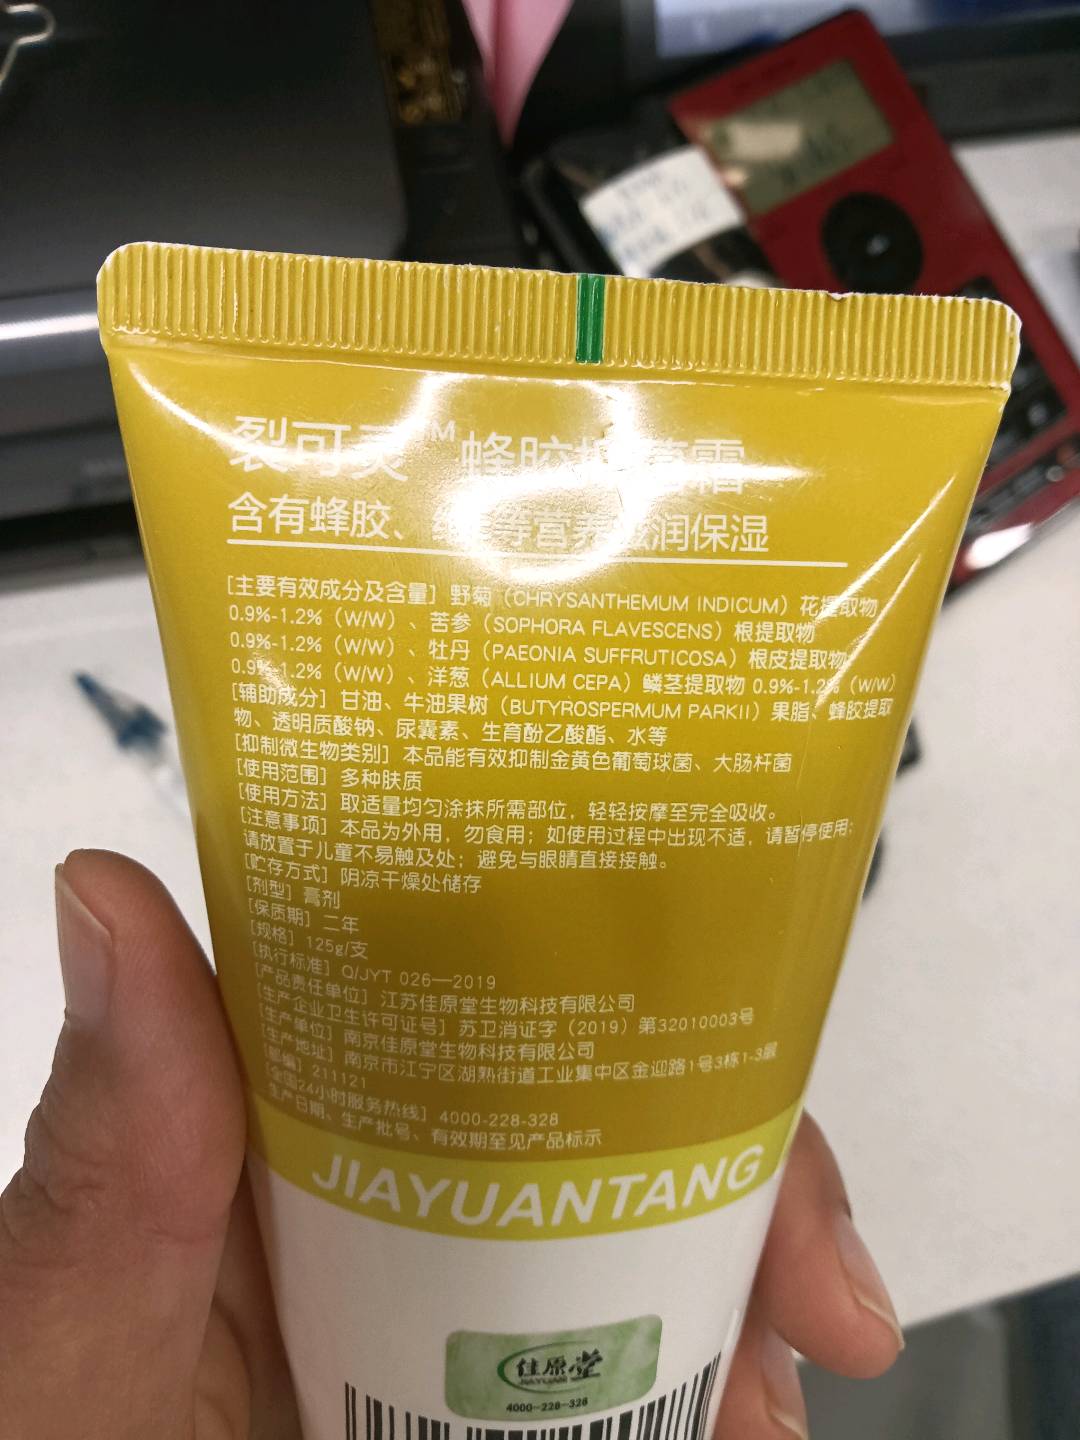 裂可灵™ 蜂胶 霜
含有蜂胶、 等营养滋润保湿
[主要有效成分及含量] 野菊（CHRYSANTHEMUM INDICUM）花提取物
0.9%-1.2%（W/W）、苦参（SOPHORA FLAVESCENS）根提取物
0.9%-1.2%（W/W）、牡丹（PAEONIA SUFFRUTICOSA）根皮提取物
0.9%-1.2%（W/W）、洋葱（ALLIUM CEPA）鳞茎提取物 0.9%-1.2%（W/W）
[辅助成分] 甘油、牛油果树（BUTYROSPERMUM PARKII）果脂、蜂胶提取
物、透明质酸钠、尿囊素、生育酚乙酸酯、水等
[抑制微生物类别] 本品能有效抑制金黄色葡萄球菌、大肠杆菌
[使用范围] 多种肤质
[使用方法] 取适量均匀涂抹所需部位，轻轻按摩至完全吸收。
[注意事项] 本品为外用，勿食用；如使用过程中出现不适，请暂停使用；
请放置于儿童不易触及处；避免与眼睛直接接触。
[贮存方式] 阴凉干燥处储存
[剂型] 膏剂
[保质期] 二年
[规格] 125g/支
[执行标准] Q/JYT 026—2019
[产品责任单位] 江苏佳原堂生物科技有限公司
[生产企业卫生许可证号] 苏卫消证字（2019）第32010003号
[生产单位] 南京佳原堂生物科技有限公司
[生产地址] 南京市江宁区湖熟街道工业集中区金迎路1号3栋1-3层
[邮编] 211121
[全国24小时服务热线] 4000-228-328
生产日期、生产批号、有效期至见产品标示
JIAYUANTANG
佳原堂
JIAYUAN
4000-228-328